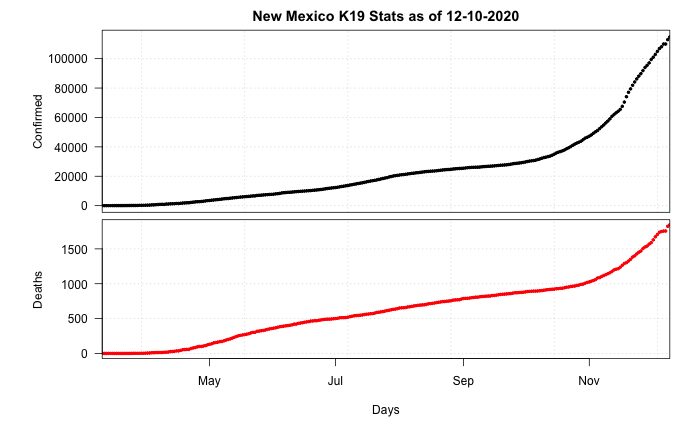 New Mexico K19 Stats as of 12-10-2020
Confirmed
100000
80000
60000
40000
20000
0
Deaths
1500
1000
500
0
May Jul Sep Nov
Days